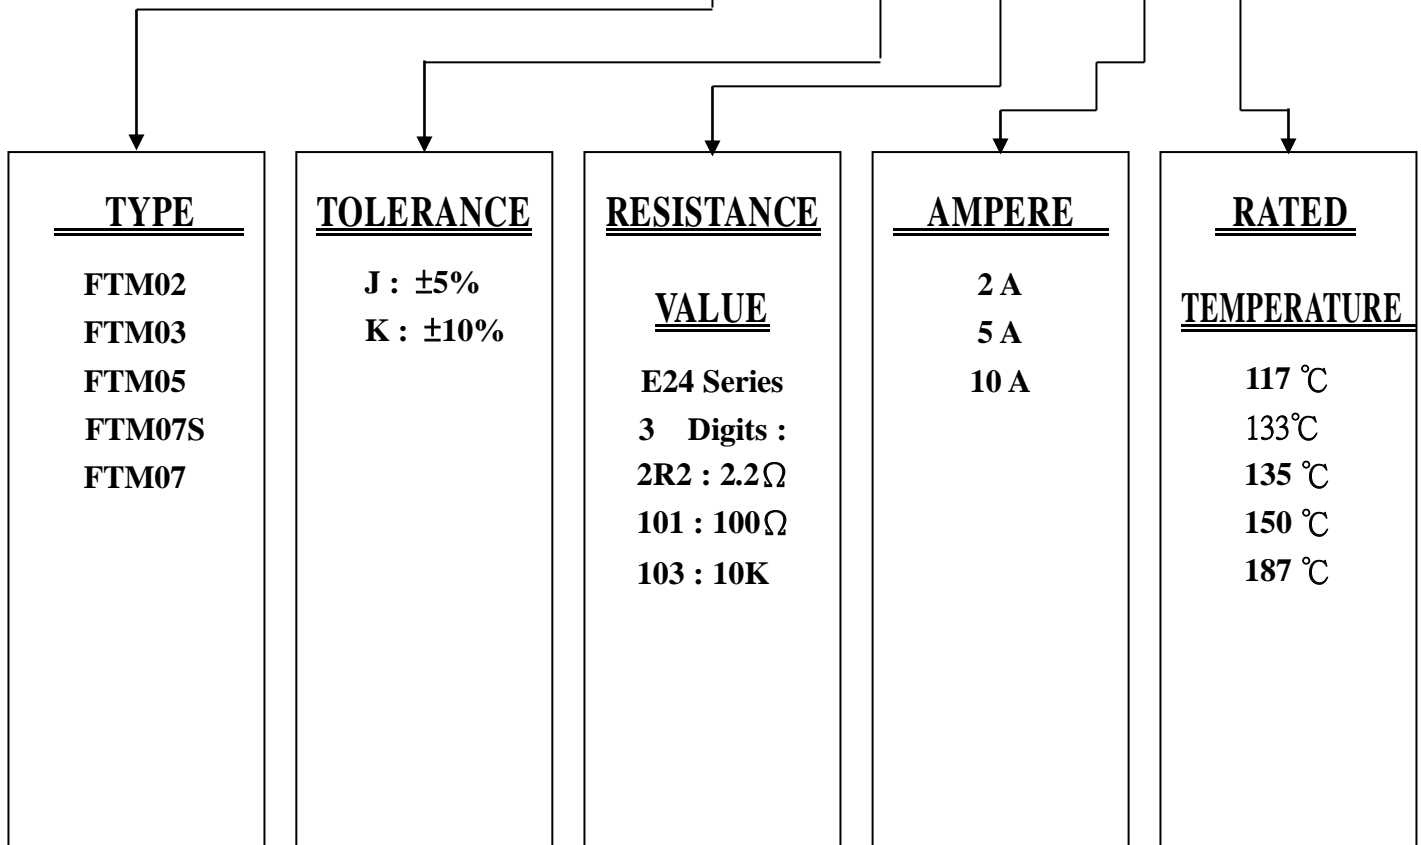 TYPE
FTM02
FTM03
FTM05
FTM07S
FTM07
TOLERANCE
J : ±5%
K : ±10%
RESISTANCE
VALUE
E24 Series
3 Digits :
2R2 : 2.2Ω
101 : 100Ω
103 : 10K
AMPERE
2 A
5 A
10 A
RATED
TEMPERATURE
117 ℃
133℃
135 ℃
150 ℃
187 ℃